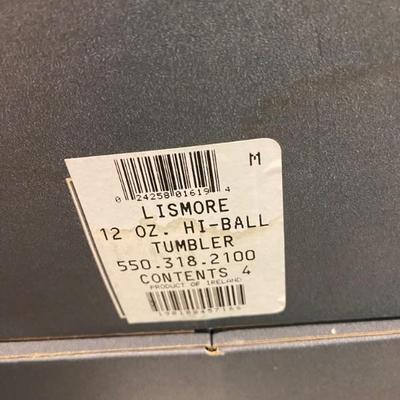 M
0 24258 01619 4
LISMORE
12 OZ. HI-BALL
TUMBLER
550.318.2100
CONTENTS 4
PRODUCT OF IRELAND